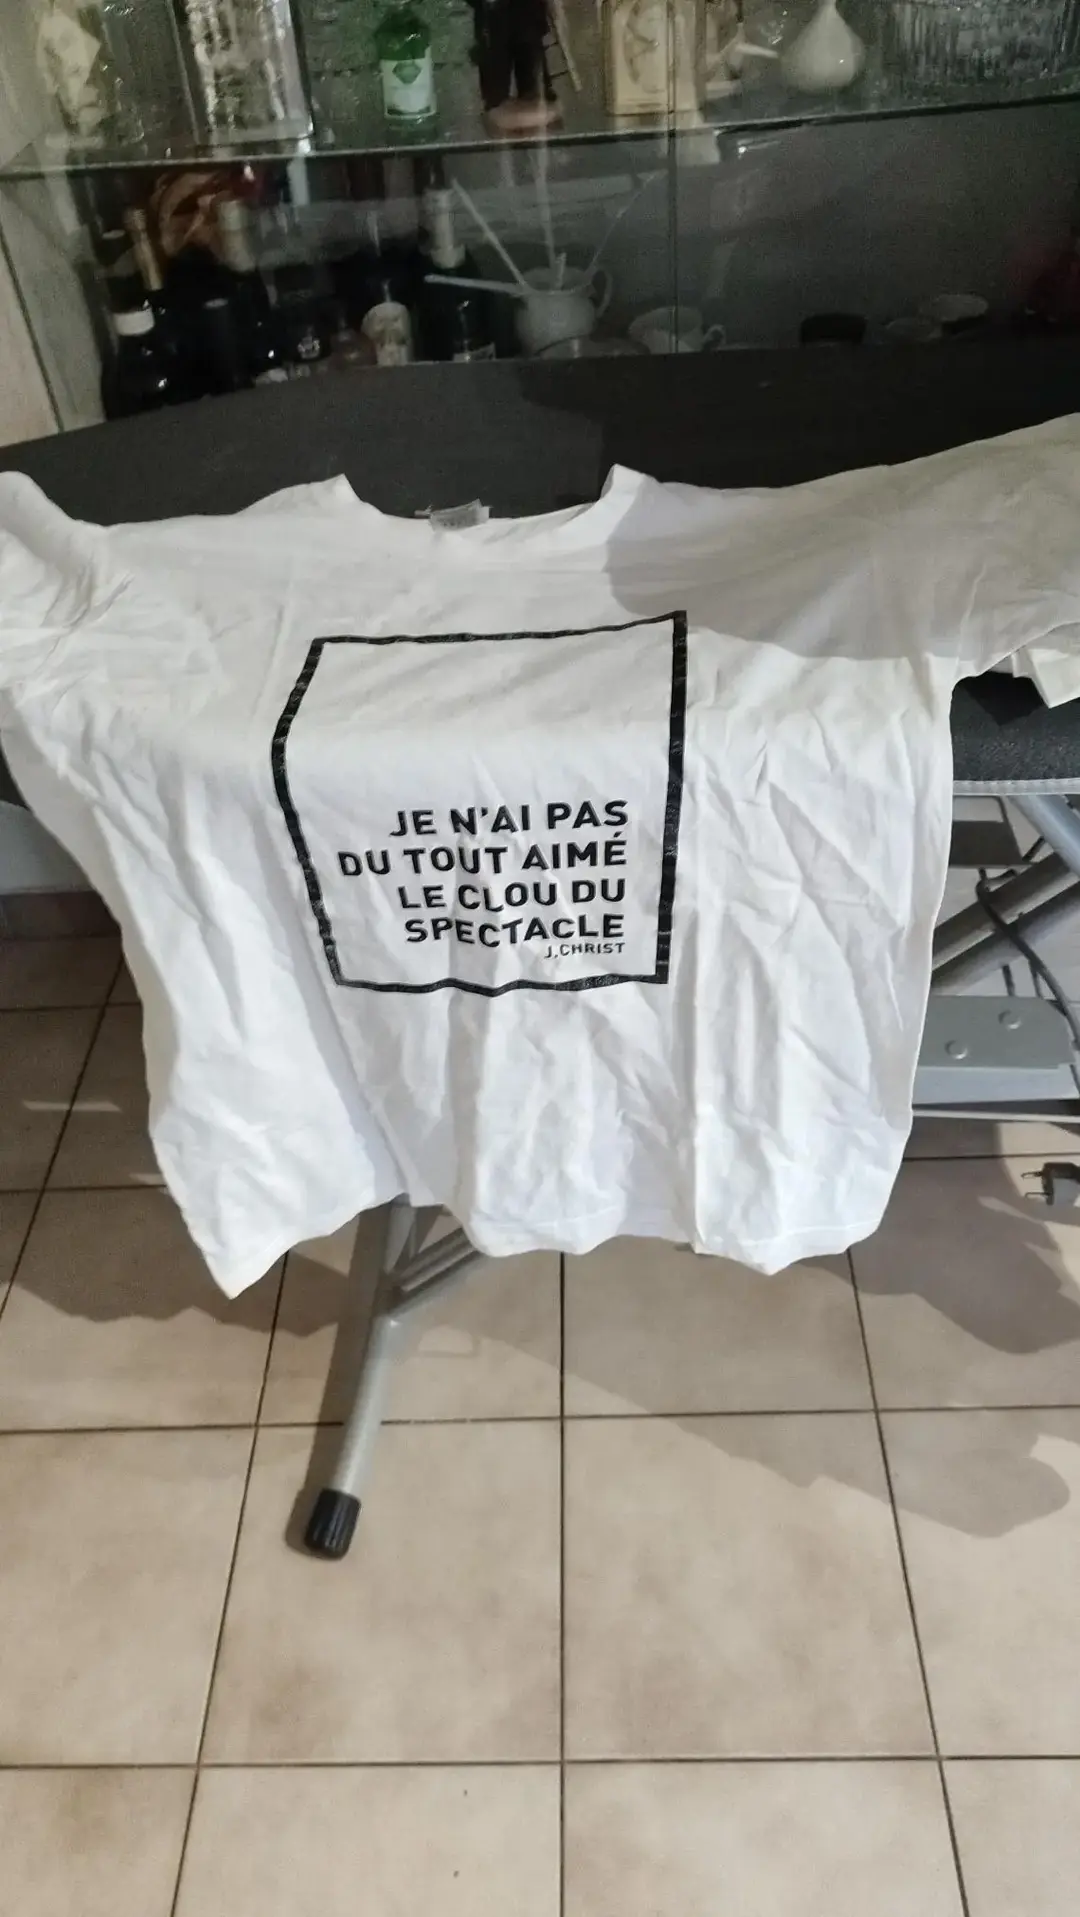 JE N'AI PAS
DU TOUT AIMÉ
LE CLOU DU
SPECTACLE
J.CHRIST